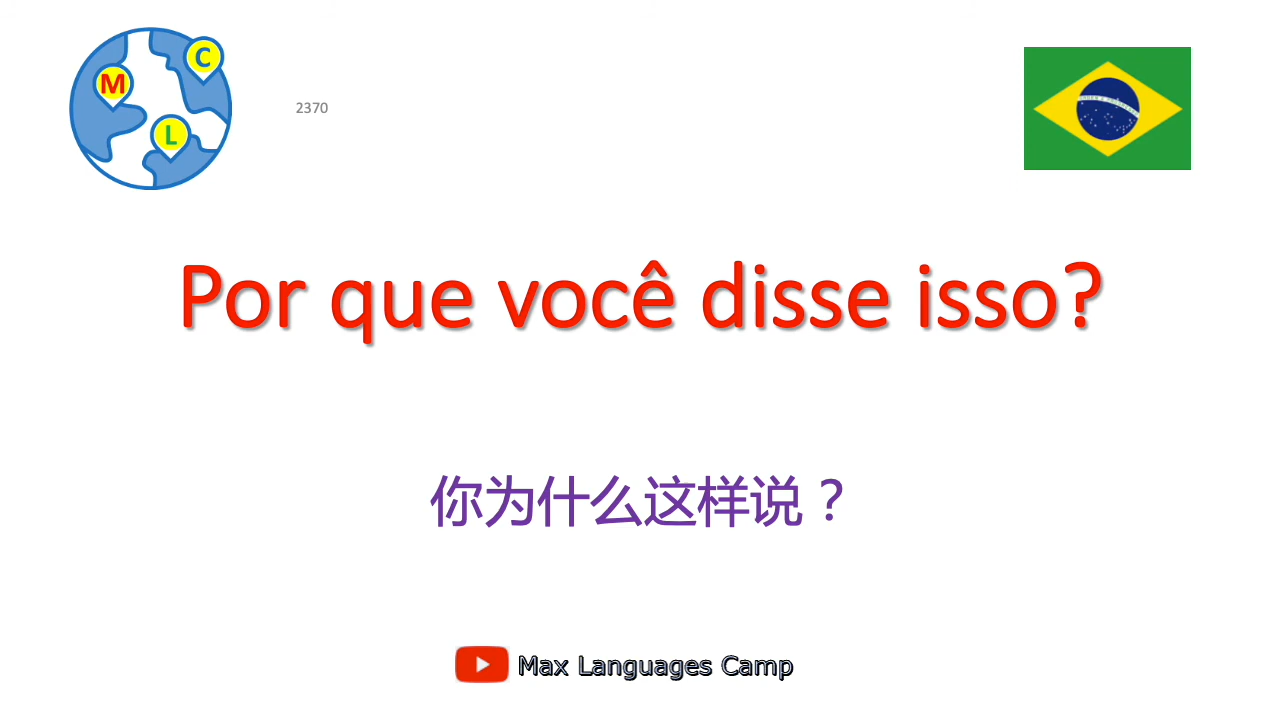 M
C
L
2370
Por que você disse isso?
你为什么这样说？
Max Languages Camp